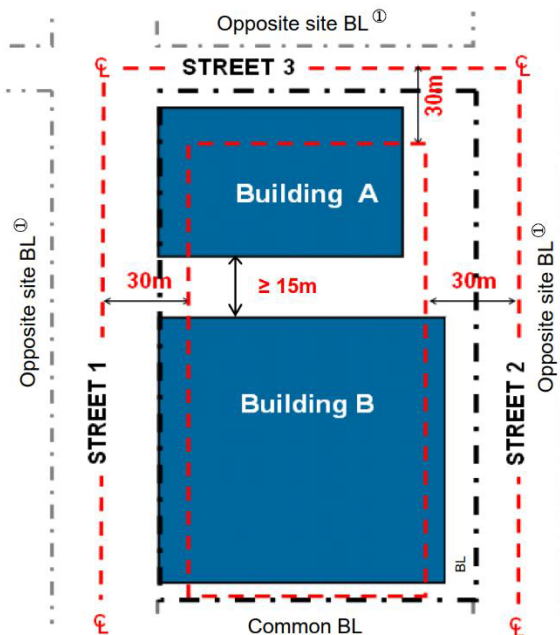 Opposite site BL ①
℄
STREET 3
℄
30m
Building A
Opposite site BL ①
Opposite site BL ①
30m
≥ 15m
30m
STREET 1
Building B
STREET 2
BL
℄
Common BL
℄